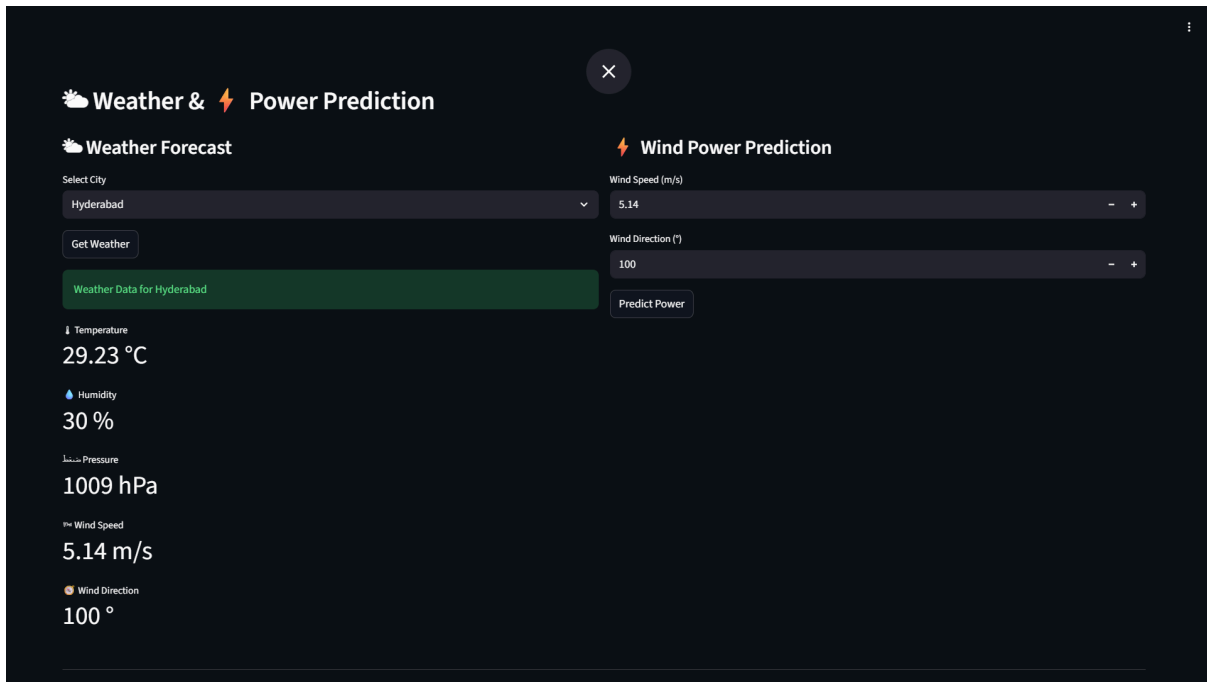 Weather & Power Prediction
Weather Forecast
Select City
Hyderabad
Get Weather
Weather Data for Hyderabad
Temperature
29.23 °C
Humidity
30 %
ضغط Pressure
1009 hPa
Wind Speed
5.14 m/s
Wind Direction
100 °
Wind Power Prediction
Wind Speed (m/s)
5.14
Wind Direction (°)
100
Predict Power